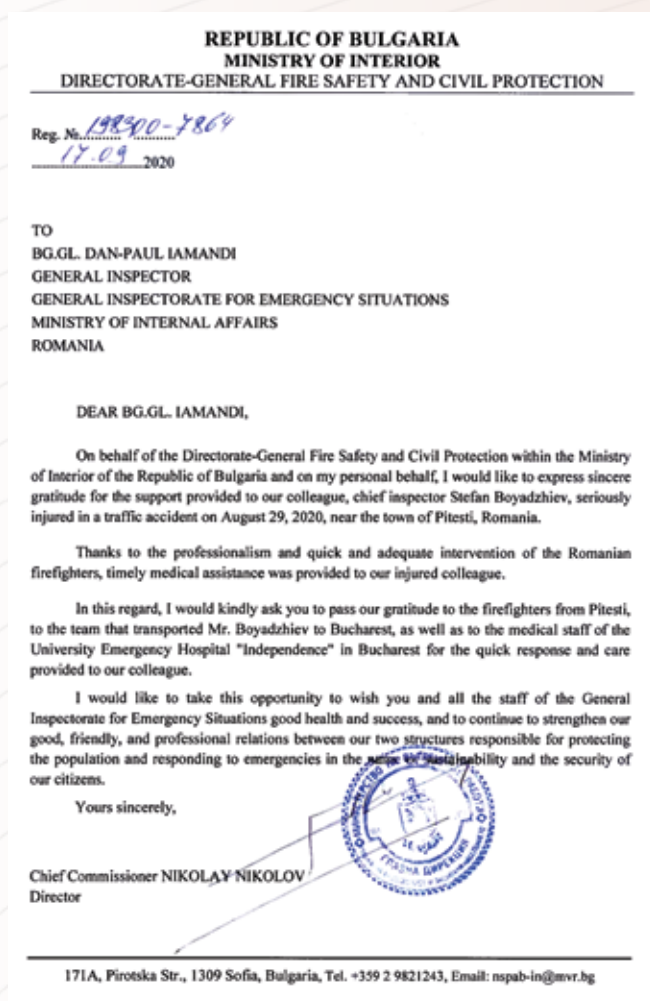 REPUBLIC OF BULGARIA
MINISTRY OF INTERIOR
DIRECTORATE-GENERAL FIRE SAFETY AND CIVIL PROTECTION
Reg. №. 198300-7864
17.09 2020
TO
BG.GL. DAN-PAUL IAMANDI
GENERAL INSPECTOR
GENERAL INSPECTORATE FOR EMERGENCY SITUATIONS
MINISTRY OF INTERNAL AFFAIRS
ROMANIA
DEAR BG.GL. IAMANDI,
On behalf of the Directorate-General Fire Safety and Civil Protection within the Ministry
of Interior of the Republic of Bulgaria and on my personal behalf, I would like to express sincere
gratitude for the support provided to our colleague, chief inspector Stefan Boyadzhiev, seriously
injured in a traffic accident on August 29, 2020, near the town of Pitesti, Romania.
Thanks to the professionalism and quick and adequate intervention of the Romanian
firefighters, timely medical assistance was provided to our injured colleague.
In this regard, I would kindly ask you to pass our gratitude to the firefighters from Pitesti,
to the team that transported Mr. Boyadzhiev to Bucharest, as well as to the medical staff of the
University Emergency Hospital "Independence" in Bucharest for the quick response and care
provided to our colleague.
I would like to take this opportunity to wish you and all the staff of the General
Inspectorate for Emergency Situations good health and success, and to continue to strengthen our
good, friendly, and professional relations between our two structures responsible for protecting
the population and responding to emergencies in the name of sustainability and the security of
our citizens.
Yours sincerely,
МИНИСТЕРСТВО
ГЛАВНА ДИРЕКЦИЯ
Chief Commissioner NIKOLAY NIKOLOV
Director
171A, Pirotska Str., 1309 Sofia, Bulgaria, Tel. +359 2 9821243, Email: nspab-in@mvr.bg